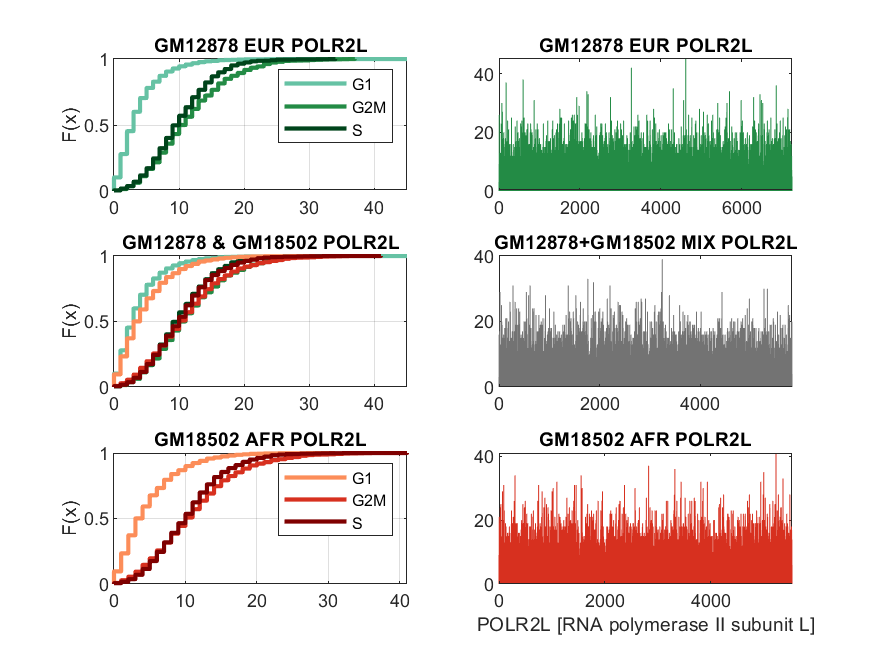 GM12878 EUR POLR2L
F(x)
1
0.5
0
0 10 20 30 40
G1
G2M
S
GM12878 EUR POLR2L
40
20
0
0 2000 4000 6000
GM12878 & GM18502 POLR2L
F(x)
1
0.5
0
0 10 20 30 40
GM12878+GM18502 MIX POLR2L
40
20
0
0 2000 4000
GM18502 AFR POLR2L
F(x)
1
0.5
0
0 10 20 30 40
G1
G2M
S
GM18502 AFR POLR2L
40
20
0
0 2000 4000
POLR2L [RNA polymerase II subunit L]